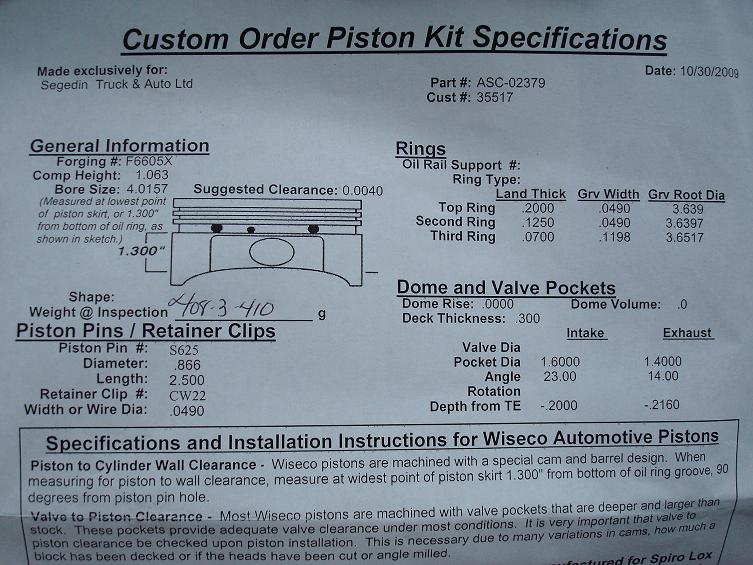 Custom Order Piston Kit Specifications
Made exclusively for:
Segedin Truck & Auto Ltd
Part #: ASC-02379
Cust #: 35517
Date: 10/30/2009
General Information
Forging #: F6605X
Comp Height: 1.063
Bore Size: 4.0157
Suggested Clearance: 0.0040
(Measured at lowest point
of piston skirt, or 1.300"
from bottom of oil ring, as
shown in sketch.)
1.300"
Shape:
Weight @ Inspection 408.3-410 g
Rings
Oil Rail Support #:
Ring Type:
Land Thick Grv Width Grv Root Dia
Top Ring .2000 .0490 3.639
Second Ring .1250 .0490 3.6397
Third Ring .0700 .1198 3.6517
Piston Pins / Retainer Clips
Piston Pin #: S625
Diameter: .866
Length: 2.500
Retainer Clip #: CW22
Width or Wire Dia: .0490
Dome and Valve Pockets
Dome Rise: .0000 Dome Volume: .0
Deck Thickness: .300
Intake Exhaust
Valve Dia
Pocket Dia 1.6000 1.4000
Angle 23.00 14.00
Rotation
Depth from TE -.2000 -.2160
Specifications and Installation Instructions for Wiseco Automotive Pistons
Piston to Cylinder Wall Clearance - Wiseco pistons are machined with a special cam and barrel design. When
measuring for piston to wall clearance, measure at widest point of piston skirt 1.300" from bottom of oil ring groove, 90
degrees from piston pin hole.
Valve to Piston Clearance - Most Wiseco pistons are machined with valve pockets that are deeper and larger than
stock. These pockets provide adequate valve clearance under most conditions. It is very important that valve to
piston clearance be checked upon piston installation. This is necessary due to many variations in cams, how much a
block has been decked or if the heads have been cut or angle milled.
for Spiro Lox